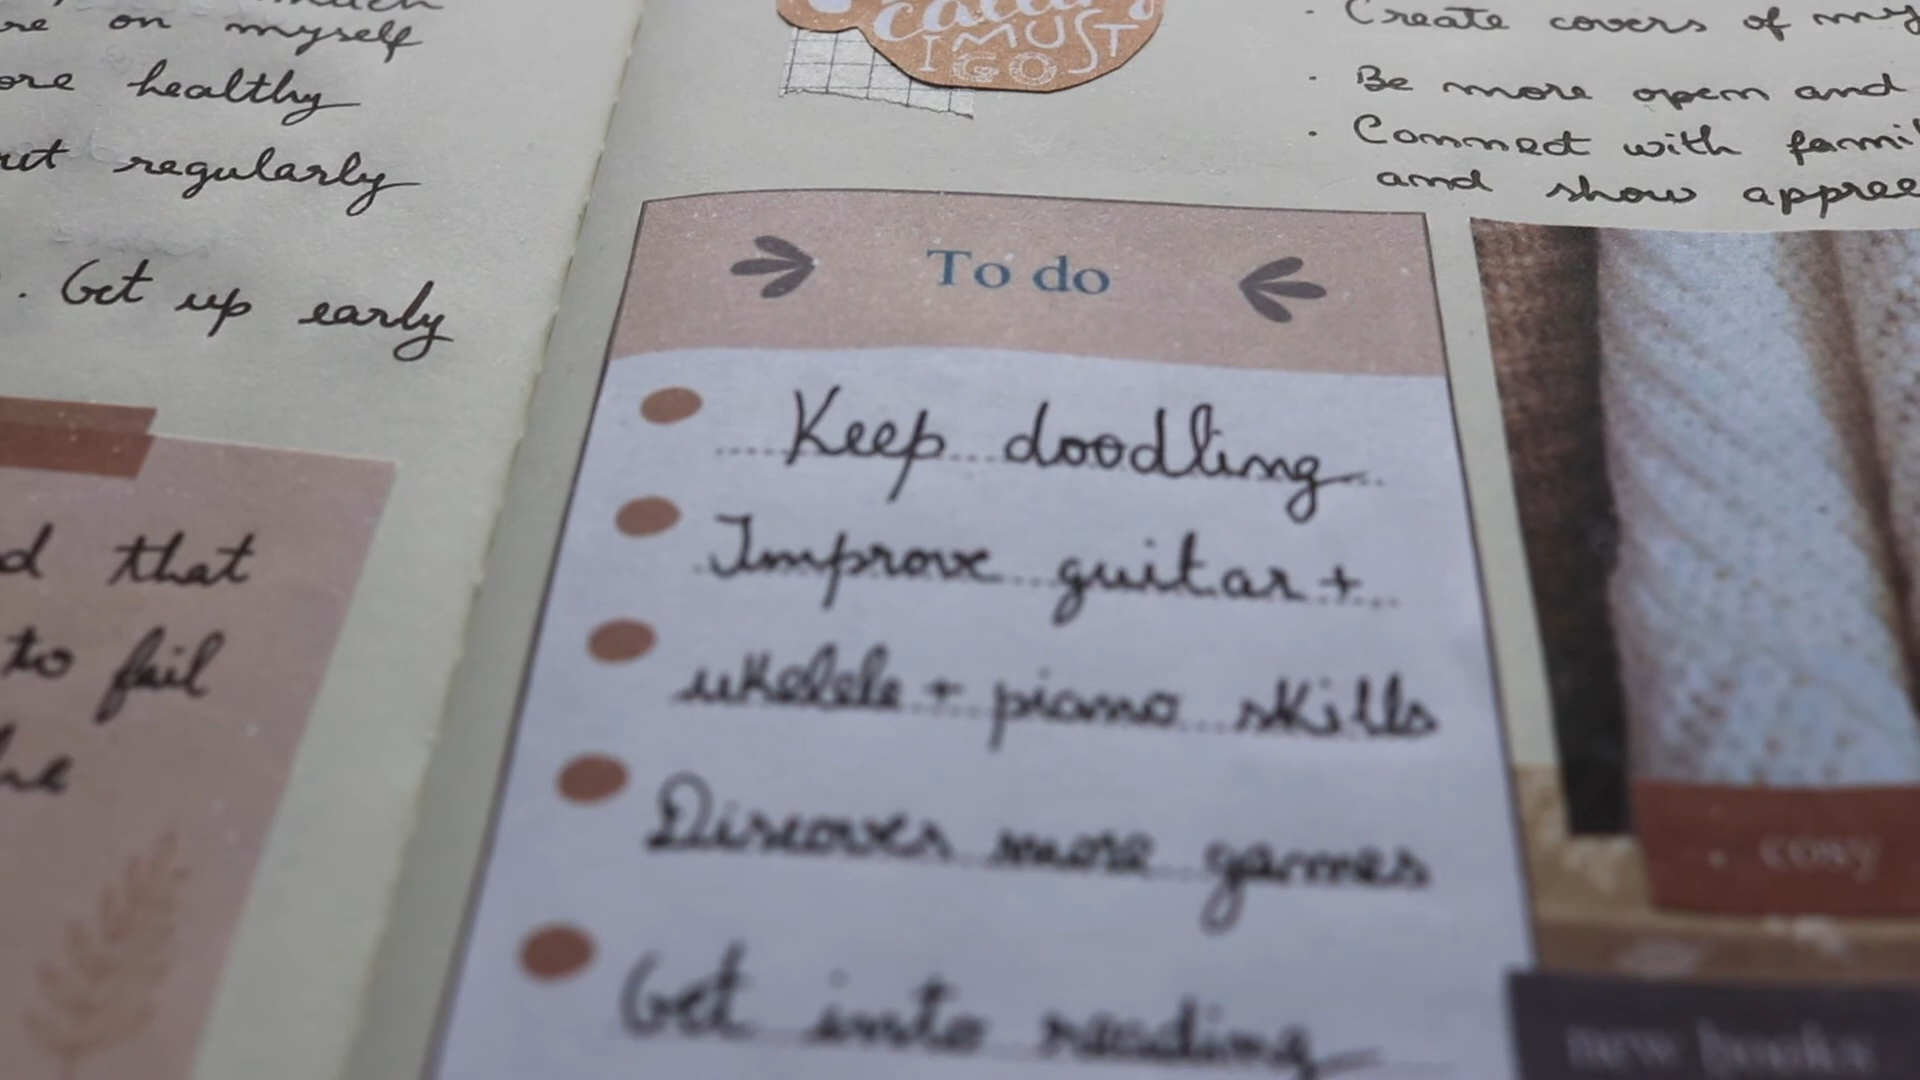 on myself
healthy
regularly
. Get up early
that
to fail
I MUST
GO
To do
Keep doodling
Improve guitar +
ukelele + piano skills
Discover more games
Get into reading
· Create covers of my
· Be more open and
· Connect with
and show
cosy
new books